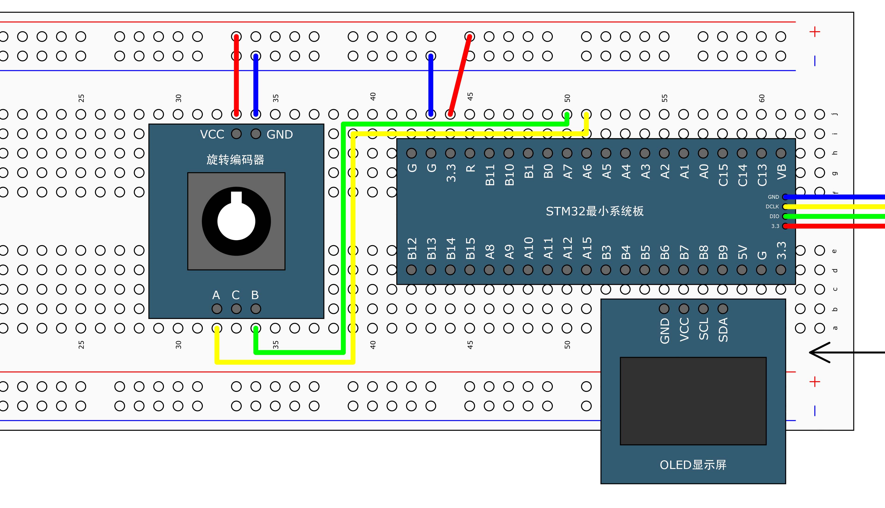 +
−
25 30 35 40 45 50 55 60
j
i
h
g
f
VCC GND
旋转编码器
A C B
G G 3.3 R B11 B10 B1 B0 A7 A6 A5 A4 A3 A2 A1 A0 C15 C14 C13 VB
STM32最小系统板
GND
DCLK
DIO
3.3
B12 B13 B14 B15 A8 A9 A10 A11 A12 A15 B3 B4 B5 B6 B7 B8 B9 5V G 3.3
e
d
c
b
a
GND VCC SCL SDA
25 30 35 40 45 50
+
−
OLED显示屏